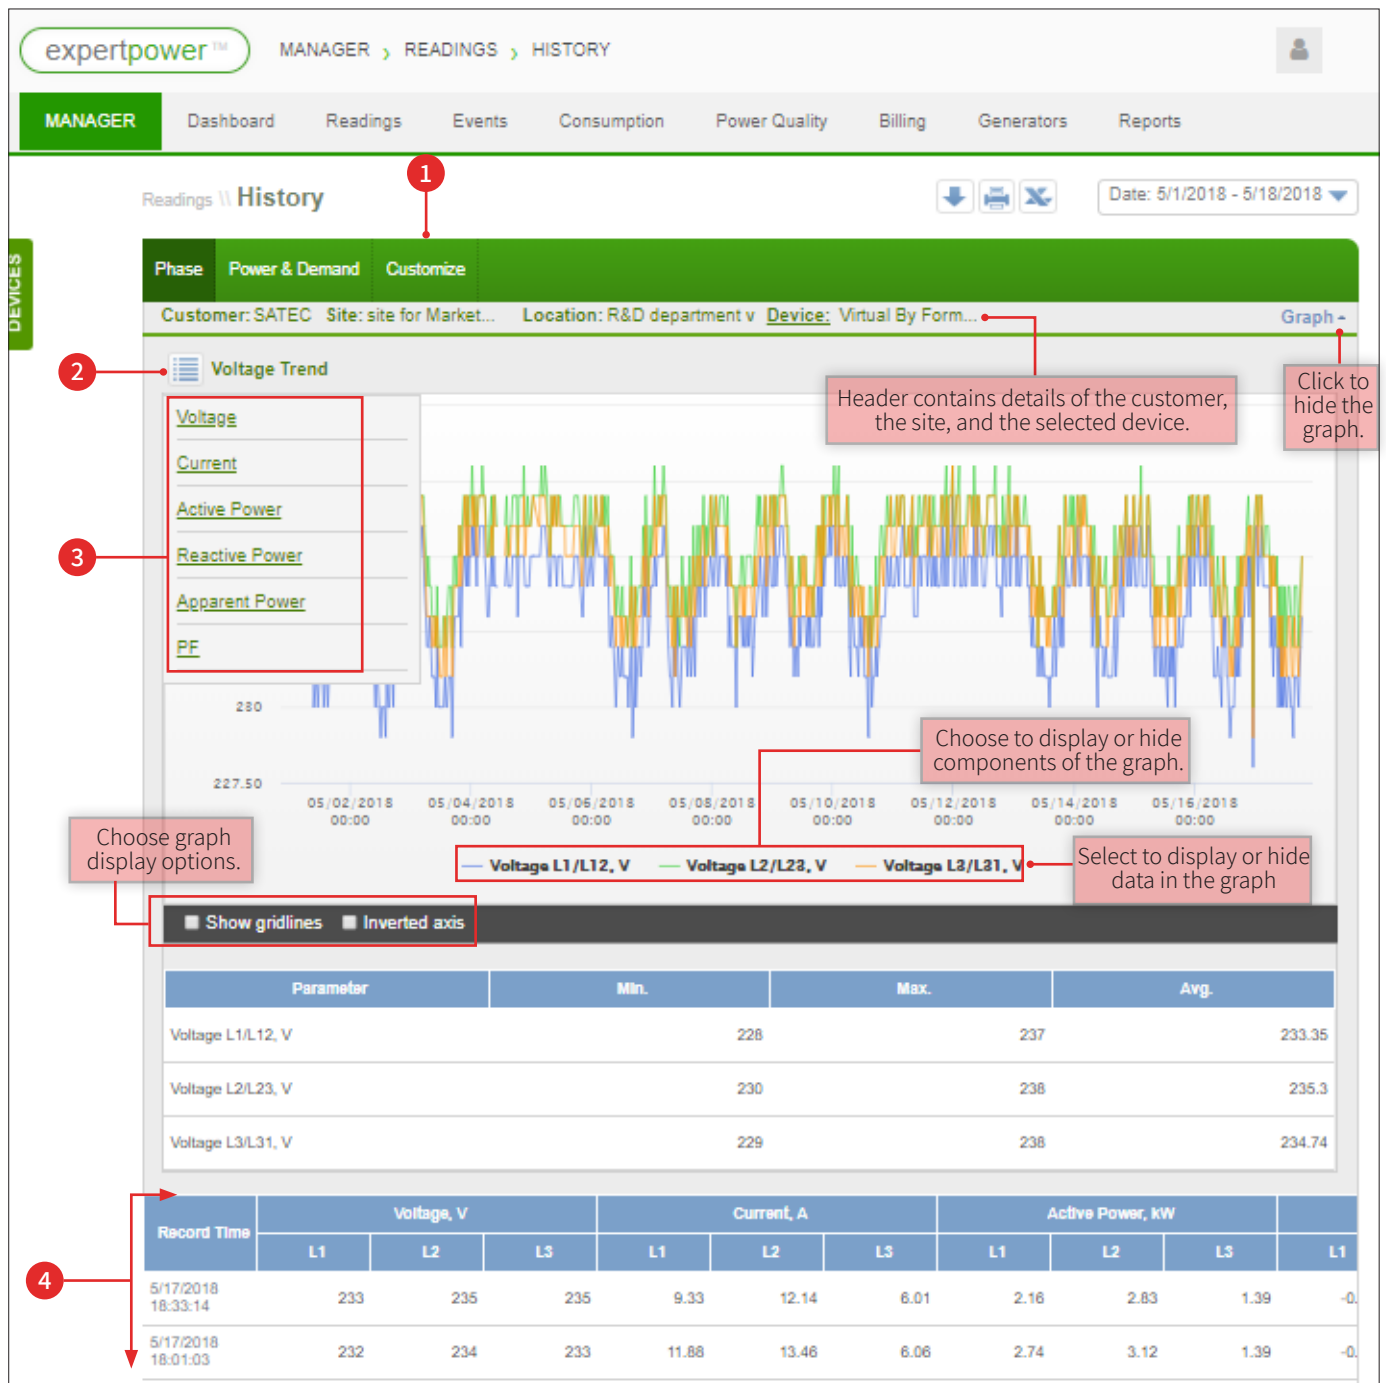 expertpower™ MANAGER > READINGS > HISTORY
MANAGER Dashboard Readings Events Consumption Power Quality Billing Generators Reports
1
Readings \\ History
Date: 5/1/2018 - 5/18/2018
DEVICES
Phase Power & Demand Customize
Customer: SATEC Site: site for Market... Location: R&D department v Device: Virtual By Form... Graph
2
Voltage Trend
Header contains details of the customer,
the site, and the selected device.
Click to
hide the
graph.
Voltage
Current
Active Power
3
Reactive Power
Apparent Power
PF
230
Choose to display or hide
components of the graph.
227.50
05/02/2018 05/04/2018 05/06/2018 05/08/2018 05/10/2018 05/12/2018 05/14/2018 05/16/2018
00:00 00:00 00:00 00:00 00:00 00:00 00:00 00:00
Choose graph
display options.
Voltage L1/L12, V Voltage L2/L23, V Voltage L3/L31, V
Select to display or hide
data in the graph
Show gridlines Inverted axis
Parameter Min. Max. Avg.
Voltage L1/L12, V 228 237 233.35
Voltage L2/L23, V 230 238 235.3
Voltage L3/L31, V 229 238 234.74
4
Record Time Voltage, V Current, A Active Power, kW
L1 L2 L3 L1 L2 L3 L1 L2 L3 L1
5/17/2018
18:33:14 233 235 235 9.33 12.14 6.01 2.16 2.83 1.39 -0.
5/17/2018
18:01:03 232 234 233 11.88 13.46 6.06 2.74 3.12 1.39 -0.